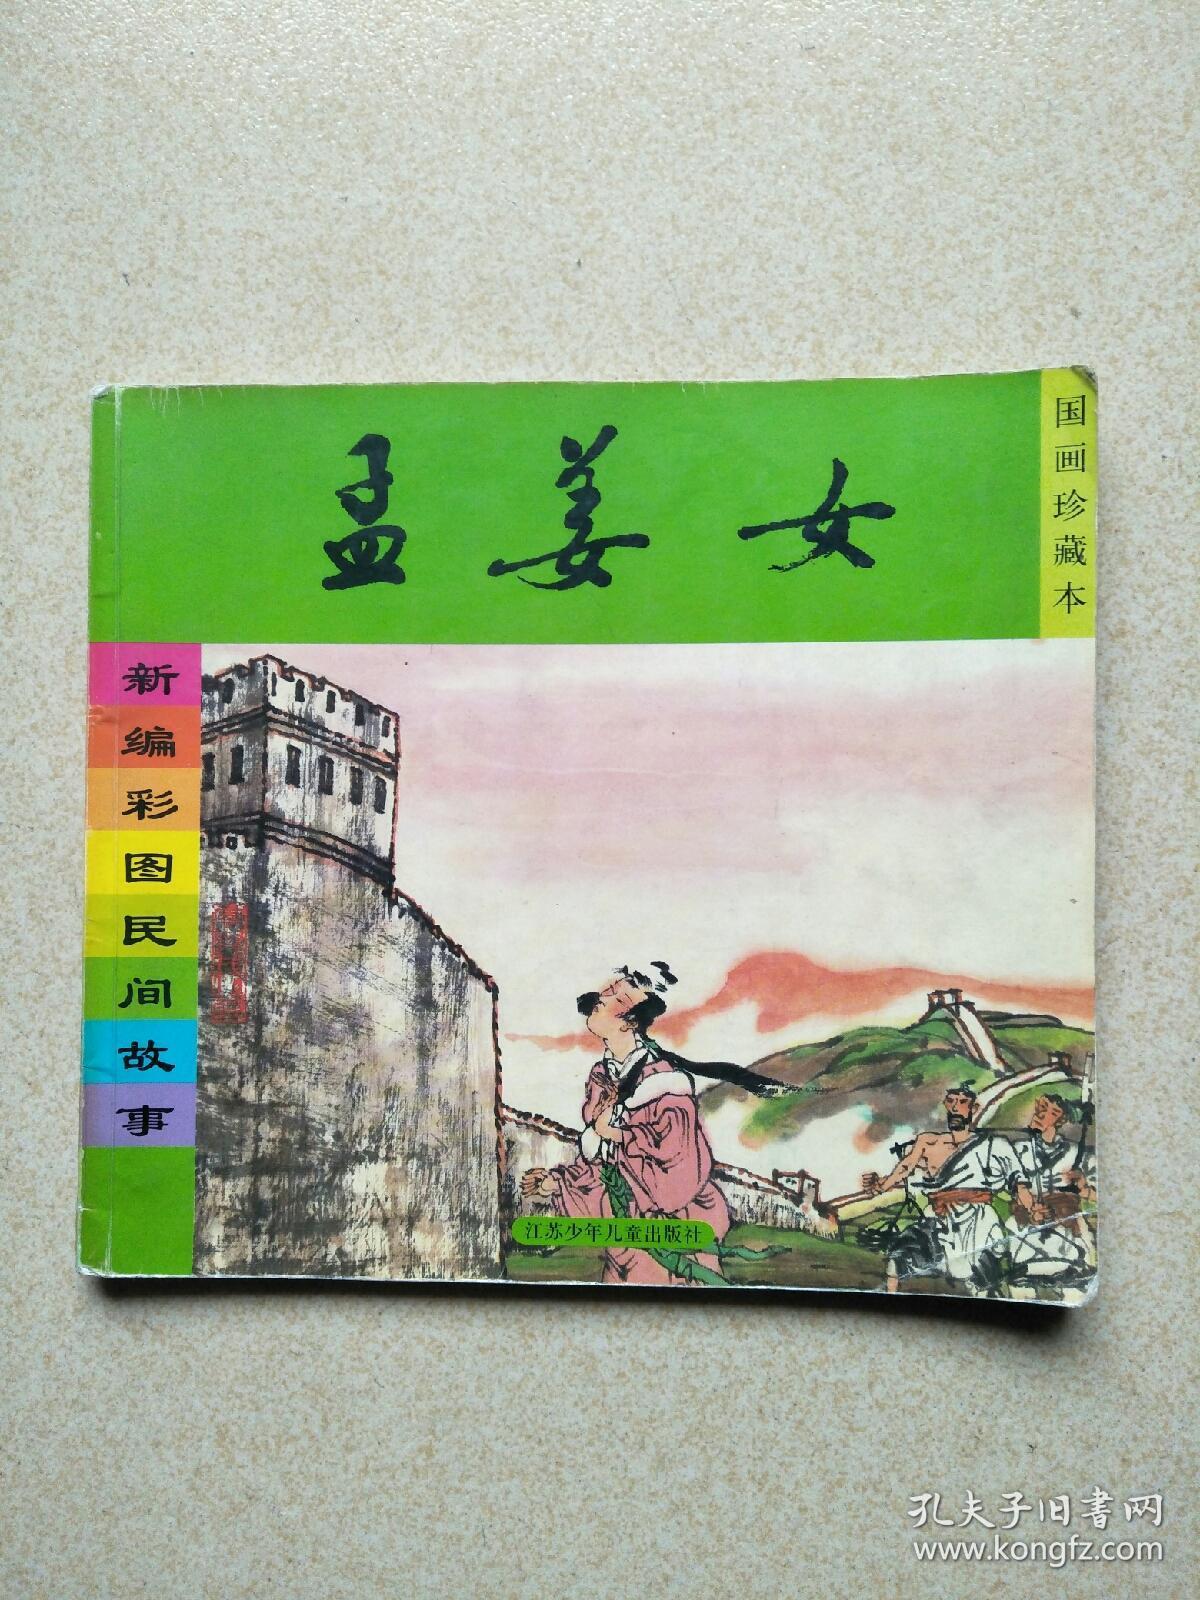 孟姜女
国画珍藏本
新编彩图民间故事
江苏少年儿童出版社
孔夫子旧书网
www.kongfz.com